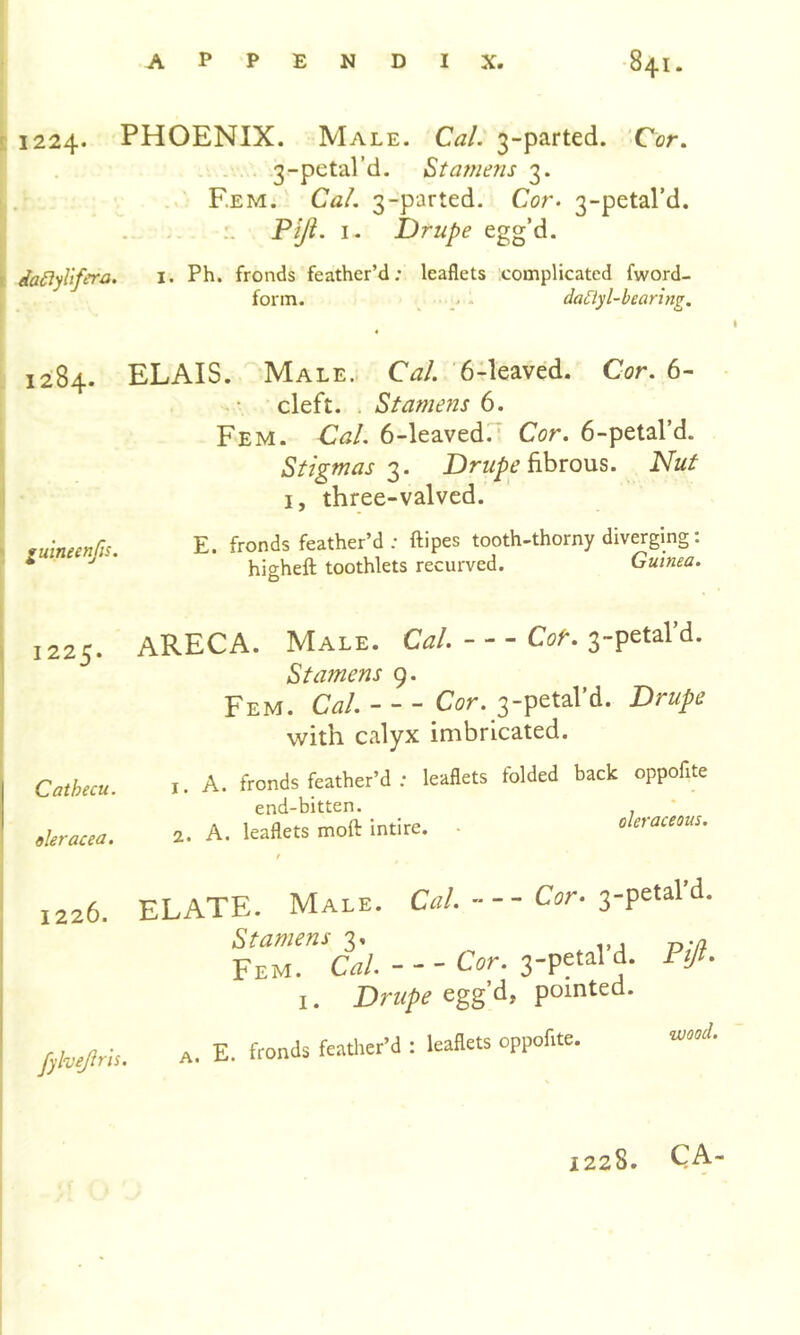 APPENDIX. 841.
1224. PHOENIX. MALE. Cal. 3-parted. Cor.
3-petal'd. Stamens 3.
FEM. Cal. 3-parted. Cor. 3-petal'd.
Piſt. 1. Drupe egg'd.
dactylifera. 1. Ph. fronds feather'd: leaflets complicated ſword-
form. dactyl-bearing.
1284. ELAIS. MALE. Cal. 6-leaved. Cor. 6-
cleft. Stamens 6.
FEM. Cal. 6-leaved. Cor. 6-petal'd.
Stigmas 3. Drupe fibrous. Nut
1, three-valved.
guineenſis. E. fronds feather'd: ſtipes tooth-thorny diverging:
higheſt toothlets recurved. Guinea.
1225. ARECA. MALE. Cal. - - - Cor. 3-petal'd.
Stamens 9.
FEM. Cal. - - - Cor. 3-petal'd. Drupe
with calyx imbricated.
Cathecu. 1. A. fronds feather'd: leaflets folded back oppoſite
end-bitten.
oleracea. 2. A. leaflets moſt intire. oleraceous.
1226. ELATE. MALE. Cal. - - - Cor. 3-petal'd.
Stamens 3.
FEM. Cal. - - - Cor. 3-petal'd. Piſt.
1. Drupe egg'd, pointed.
ſylveſtris. A. E. fronds feather'd: leaflets oppoſite. wood.
1228. CA-